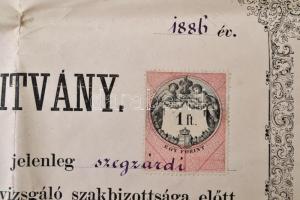 1886 év.
ITVÁNY.
1 ft.
EGY FORINT
jelenleg szegzárdi
vizsgáló szakbizottsága előtt